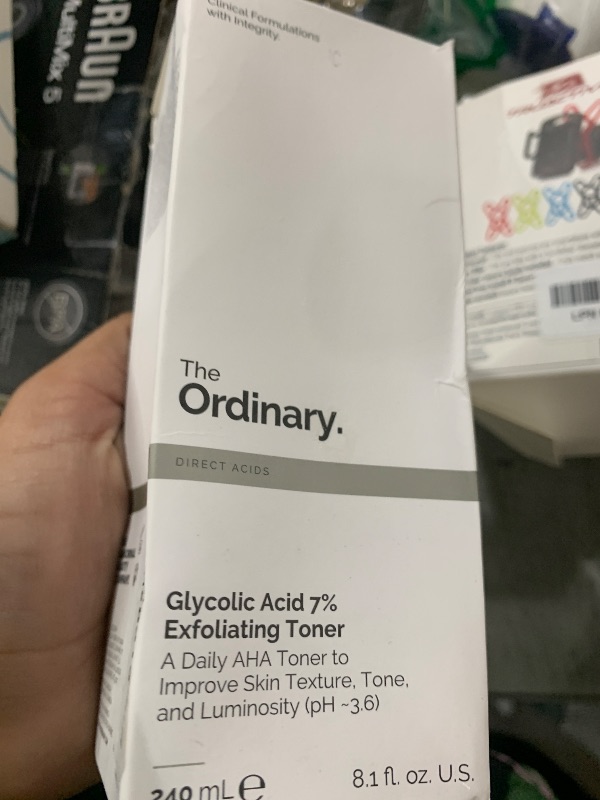 Clinical Formulations
with Integrity.
BRAUN
MultiMix 5
The
Ordinary.
DIRECT ACIDS
Glycolic Acid 7%
Exfoliating Toner
A Daily AHA Toner to
Improve Skin Texture, Tone,
and Luminosity (pH ~3.6)
240 mL e
8.1 fl. oz. U.S.